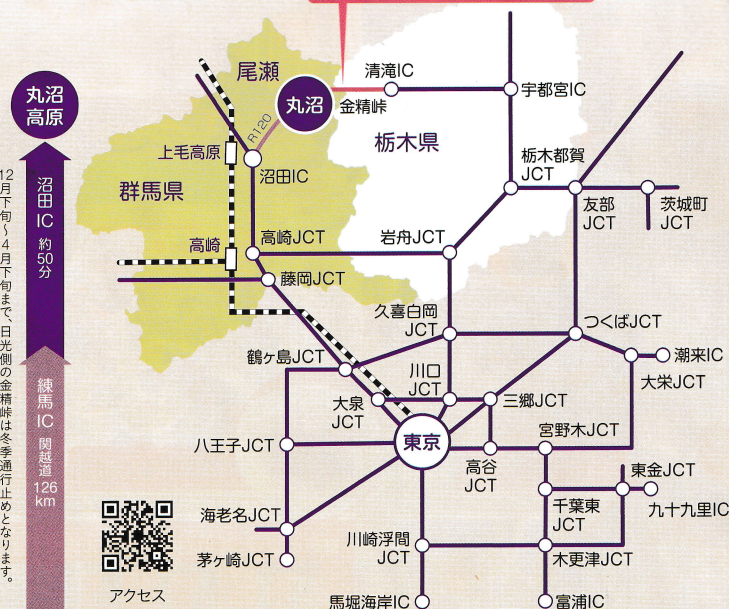 丸沼
高原
沼田IC 約50分
練馬IC 関越道 126km
12月下旬～4月下旬まで、日光側の金精峠は冬季通行止めとなります。
尾瀬
丸沼
清滝IC
金精峠
宇都宮IC
R120
栃木県
上毛高原
沼田IC
栃木都賀
JCT
群馬県
友部
JCT
茨城町
JCT
高崎
高崎JCT
岩舟JCT
藤岡JCT
久喜白岡
JCT
つくばJCT
鶴ヶ島JCT
川口
JCT
潮来IC
大栄JCT
大泉
JCT
三郷JCT
八王子JCT
東京
高谷
JCT
宮野木JCT
東金JCT
千葉東
JCT
九十九里IC
海老名JCT
川崎浮間
JCT
木更津JCT
茅ヶ崎JCT
馬堀海岸IC
富浦IC
アクセス